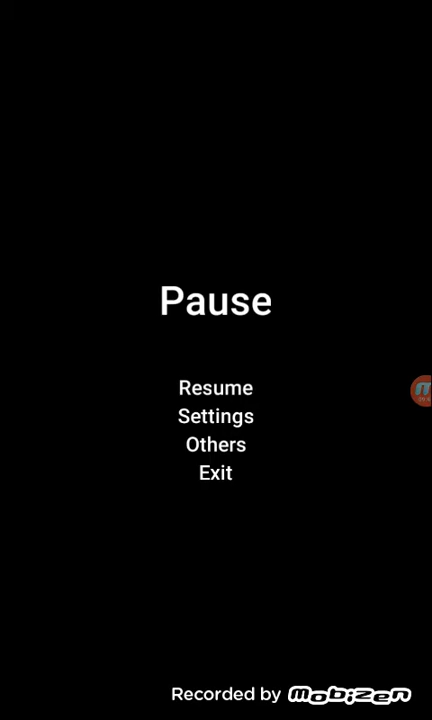 Pause
Resume
Settings
Others
Exit
Recorded by Mobizen